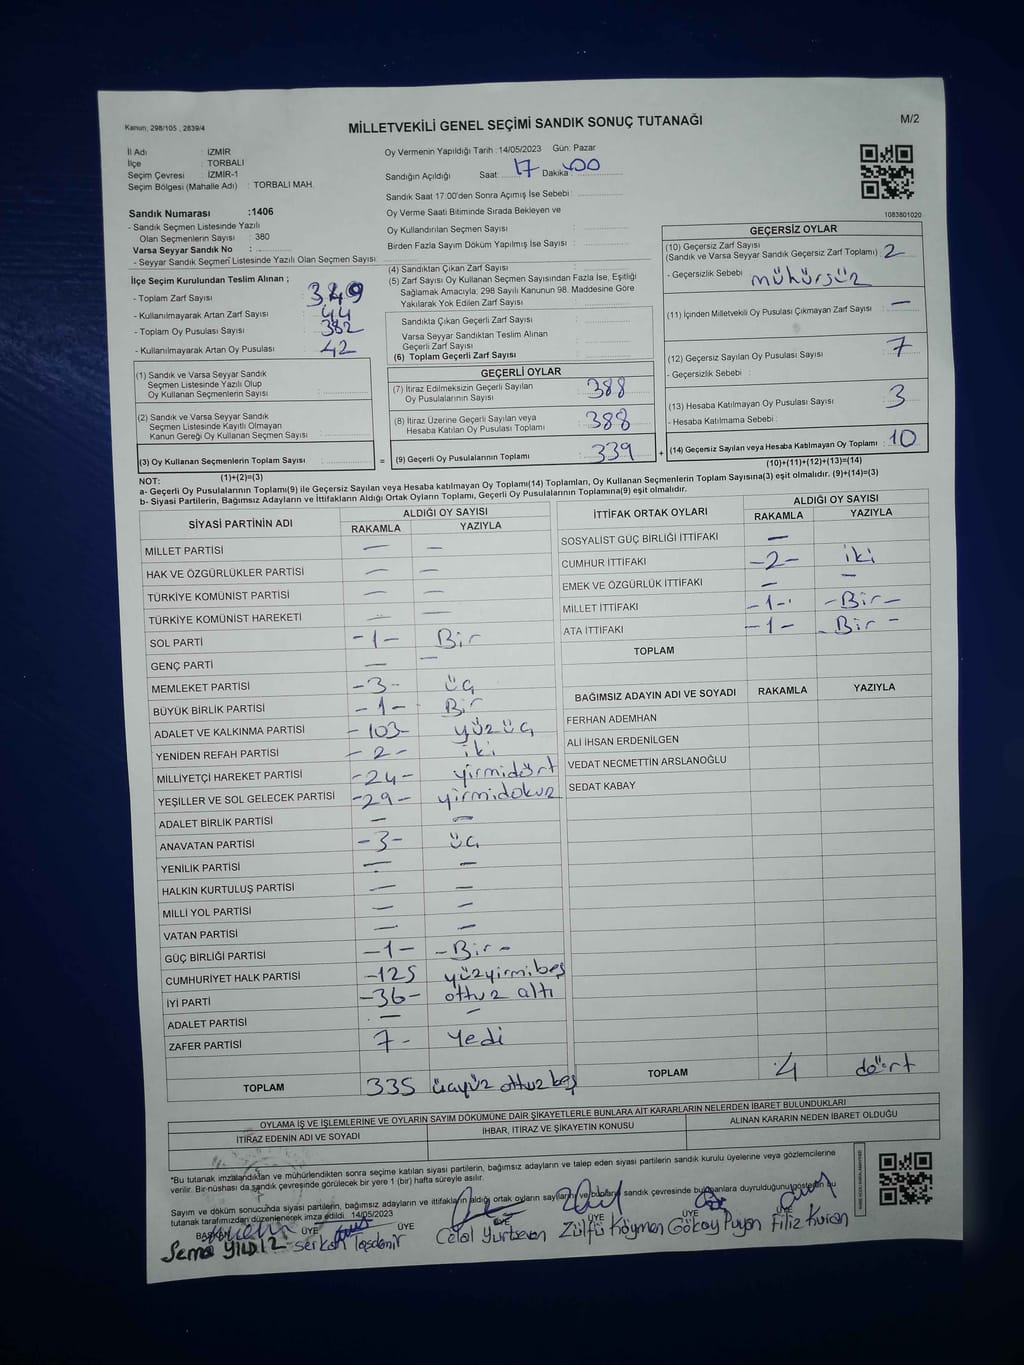 Kanun, 298/105 , 2839/4
MİLLETVEKİLİ GENEL SEÇİMİ SANDIK SONUÇ TUTANAĞI
M/2
İl Adı : İZMİR
İlçe : TORBALI
Seçim Çevresi : İZMİR-1
Seçim Bölgesi (Mahalle Adı) : TORBALI MAH.
Oy Vermenin Yapıldığı Tarih :14/05/2023 Gün: Pazar
Sandığın Açıldığı Saat: 17 Dakika: 00
Sandık Saat 17:00'den Sonra Açımış İse Sebebi :
Sandık Numarası :1406
- Sandık Seçmen Listesinde Yazılı
Olan Seçmenlerin Sayısı : 380
Varsa Seyyar Sandık No :
- Seyyar Sandık Seçmen Listesinde Yazılı Olan Seçmen Sayısı
Oy Verme Saati Bitiminde Sırada Bekleyen ve
Oy Kullandırılan Seçmen Sayısı :
Birden Fazla Sayım Döküm Yapılmış İse Sayısı :
1083801020
İlçe Seçim Kurulundan Teslim Alınan ;
- Toplam Zarf Sayısı : 349
- Kullanılmayarak Artan Zarf Sayısı : 44
- Toplam Oy Pusulası Sayısı : 382
- Kullanılmayarak Artan Oy Pusulası : 42
(1) Sandık ve Varsa Seyyar Sandık
Seçmen Listesinde Yazılı Olup
Oy Kullanan Seçmenlerin Sayısı :
(2) Sandık ve Varsa Seyyar Sandık
Seçmen Listesinde Kayıtlı Olmayan
Kanun Gereği Oy Kullanan Seçmen Sayısı :
(3) Oy Kullanan Seçmenlerin Toplam Sayısı :
(4) Sandıktan Çıkan Zarf Sayısı :
(5) Zarf Sayısı Oy Kullanan Seçmen Sayısından Fazla İse, Eşitliği
Sağlamak Amacıyla; 298 Sayılı Kanunun 98. Maddesine Göre
Yakılarak Yok Edilen Zarf Sayısı :
Sandıkta Çıkan Geçerli Zarf Sayısı :
Varsa Seyyar Sandıktan Teslim Alınan
Geçerli Zarf Sayısı :
(6) Toplam Geçerli Zarf Sayısı :
GEÇERLİ OYLAR
(7) İtiraz Edilmeksizin Geçerli Sayılan
Oy Pusulalarının Sayısı : 388
(8) İtiraz Üzerine Geçerli Sayılan veya
Hesaba Katılan Oy Pusulası Toplamı : 388
= (9) Geçerli Oy Pusulalarının Toplamı : 339 +
GEÇERSİZ OYLAR
(10) Geçersiz Zarf Sayısı
(Sandık ve Varsa Seyyar Sandık Geçersiz Zarf Toplamı) : 2
- Geçersizlik Sebebi : mühürsüz
(11) İçinden Milletvekili Oy Pusulası Çıkmayan Zarf Sayısı : —
(12) Geçersiz Sayılan Oy Pusulası Sayısı : 7
- Geçersizlik Sebebi :
(13) Hesaba Katılmayan Oy Pusulası Sayısı : 3
- Hesaba Katılmama Sebebi :
(14) Geçersiz Sayılan veya Hesaba Katılmayan Oy Toplamı : 10
NOT: (1)+(2)=(3)
(10)+(11)+(12)+(13)=(14)
a- Geçerli Oy Pusulalarının Toplamı(9) ile Geçersiz Sayılan veya Hesaba Katılmayan Oy Toplamı(14) Toplamları, Oy Kullanan Seçmenlerin Toplam Sayısına(3) eşit olmalıdır. (9)+(14)=(3)
b- Siyasi Partilerin, Bağımsız Adayların ve İttifakların Aldığı Ortak Oyların Toplamı, Geçerli Oy Pusulalarının Toplamına(9) eşit olmalıdır.
SİYASİ PARTİNİN ADI ALDIĞI OY SAYISI
RAKAMLA YAZIYLA
MİLLET PARTİSİ — —
HAK VE ÖZGÜRLÜKLER PARTİSİ — —
TÜRKİYE KOMÜNİST PARTİSİ — —
TÜRKİYE KOMÜNİST HAREKETİ — —
SOL PARTİ -1- Bir
GENÇ PARTİ — —
MEMLEKET PARTİSİ -3- üç
BÜYÜK BİRLİK PARTİSİ -1- Bir
ADALET VE KALKINMA PARTİSİ -103- yüzüç
YENİDEN REFAH PARTİSİ -2- iki
MİLLİYETÇİ HAREKET PARTİSİ -24- yirmidört
YEŞİLLER VE SOL GELECEK PARTİSİ -29- yirmidokuz
ADALET BİRLİK PARTİSİ — —
ANAVATAN PARTİSİ -3- üç
YENİLİK PARTİSİ — —
HALKIN KURTULUŞ PARTİSİ — —
MİLLİ YOL PARTİSİ — —
VATAN PARTİSİ — —
GÜÇ BİRLİĞİ PARTİSİ -1- -Bir-
CUMHURİYET HALK PARTİSİ -125 yüzyirmibeş
İYİ PARTİ -36- ottuz altı
ADALET PARTİSİ — —
ZAFER PARTİSİ 7- Yedi
TOPLAM 335 üçyüz ottuz beş
İTTİFAK ORTAK OYLARI ALDIĞI OY SAYISI
RAKAMLA YAZIYLA
SOSYALİST GÜÇ BİRLİĞİ İTTİFAKI —
CUMHUR İTTİFAKI -2- iki
EMEK VE ÖZGÜRLÜK İTTİFAKI — —
MİLLET İTTİFAKI -1- -Bir-
ATA İTTİFAKI -1- -Bir-
TOPLAM
BAĞIMSIZ ADAYIN ADI VE SOYADI RAKAMLA YAZIYLA
FERHAN ADEMHAN
ALİ İHSAN ERDENİLGEN
VEDAT NECMETTİN ARSLANOĞLU
SEDAT KABAY
TOPLAM 4 dört
OYLAMA İŞ VE İŞLEMLERİNE VE OYLARIN SAYIM DÖKÜMÜNE DAİR ŞİKAYETLERLE BUNLARA AİT KARARLARIN NELERDEN İBARET BULUNDUKLARI
İTİRAZ EDENİN ADI VE SOYADI İHBAR, İTİRAZ VE ŞİKAYETİN KONUSU ALINAN KARARIN NEDEN İBARET OLDUĞU
"Bu tutanak imzalandıktan ve mühürlendikten sonra seçime katılan siyasi partilerin, bağımsız adayların ve talep eden siyasi partilerin sandık kurulu üyelerine veya gözlemcilerine
verilir. Bir nüshası da sandık çevresinde görülecek bir yere 1 (bir) hafta süreyle asılır.
Sayım ve döküm sonucunda siyasi partilerin, bağımsız adayların ve ittifakların aldığı ortak oyların sayıları ve bu sandık çevresinde bulunanlara duyurulduğunu gösteren bu
tutanak tarafımızdan düzenlenerek imza edildi. 14/05/2023
BAŞKAN ÜYE ÜYE ÜYE ÜYE ÜYE ÜYE
Sema YILDIZ Serkan Taşdemir Celal Yurtseven Zülfü Köymen Gökay Puyan Filiz Kuran